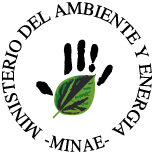 MINISTERIO DEL AMBIENTE Y ENERGIA
-MINAE-